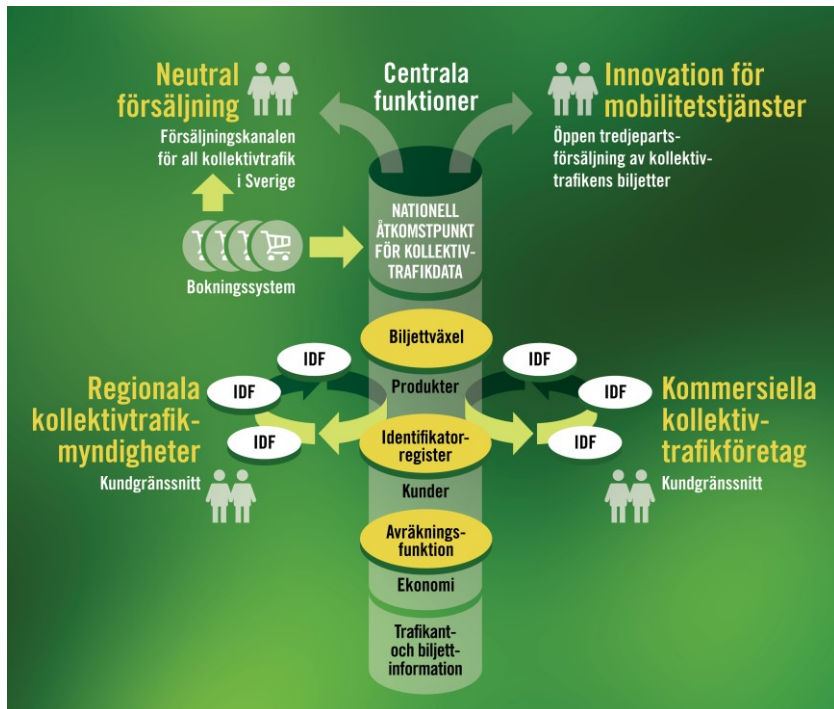 Neutral
försäljning
Försäljningskanalen
för all kollektivtrafik
i Sverige
Centrala
funktioner
Innovation för
mobilitetstjänster
Öppen tredjeparts-
försäljning av kollektiv-
trafikens biljetter
Bokningssystem
NATIONELL
ÅTKOMSTPUNKT
FÖR KOLLEKTIV-
TRAFIKDATA
Biljettväxel
Produkter
Identifikator-
register
Kunder
Avräknings-
funktion
Ekonomi
Trafikant-
och biljett-
information
IDF
IDF
IDF
Regionala
kollektivtrafik-
myndigheter
Kundgränssnitt
IDF
IDF
IDF
Kommersiella
kollektiv-
trafikföretag
Kundgränssnitt